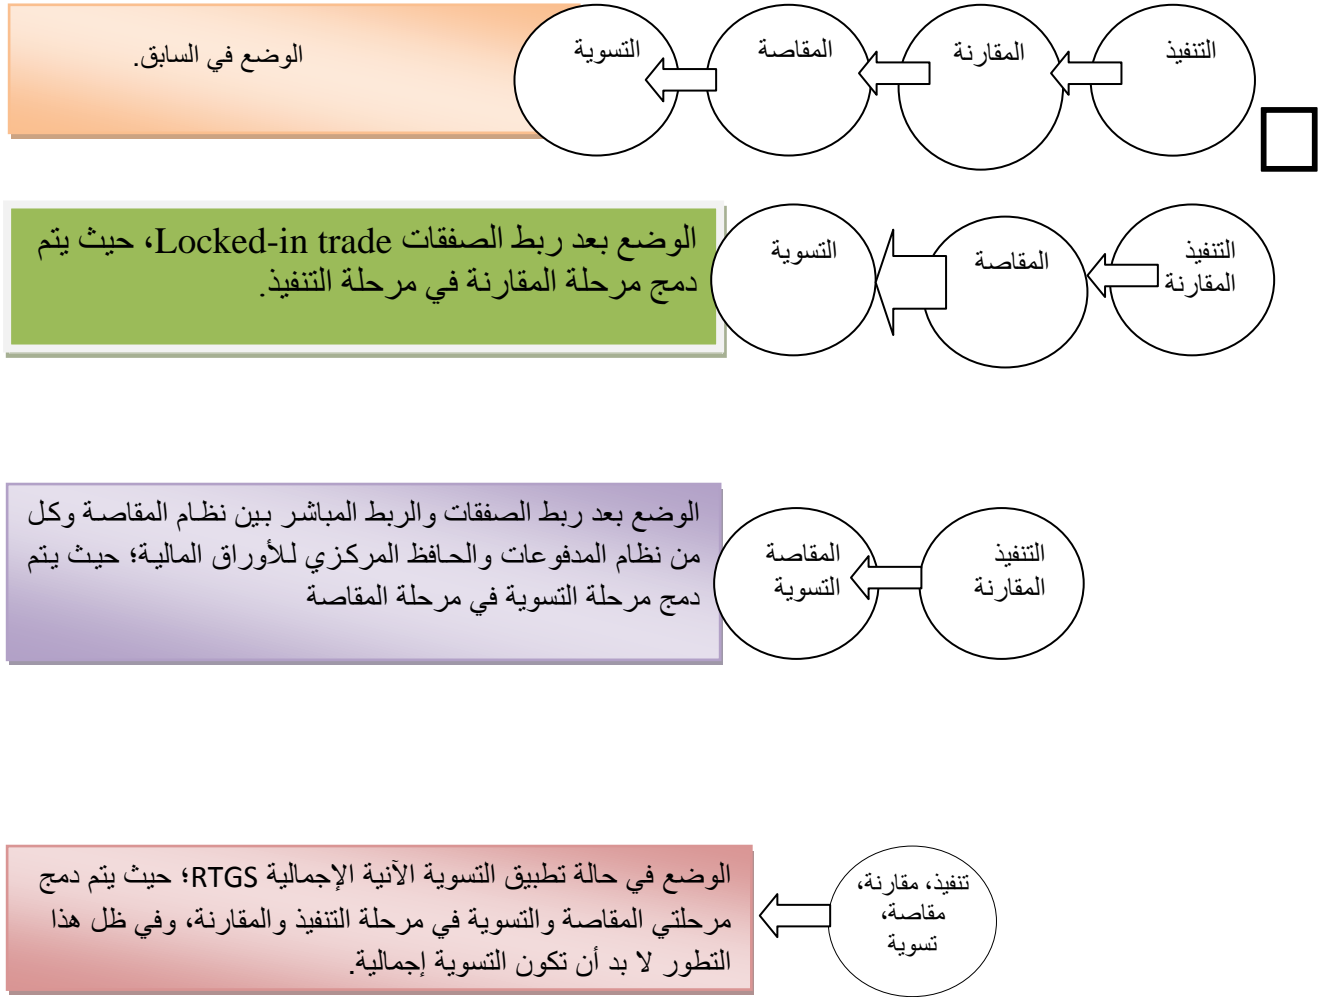 التنفيذ
المقارنة
المقاصة
التسوية
الوضع في السابق.
التنفيذ
المقارنة
المقاصة
التسوية
الوضع بعد ربط الصفقات Locked-in trade، حيث يتم
دمج مرحلة المقارنة في مرحلة التنفيذ.
التنفيذ
المقارنة
المقاصة
التسوية
الوضع بعد ربط الصفقات والربط المباشر بين نظام المقاصة وكل
من نظام المدفوعات والحافظ المركزي للأوراق المالية؛ حيث يتم
دمج مرحلة التسوية في مرحلة المقاصة
تنفيذ، مقارنة،
مقاصة،
تسوية
الوضع في حالة تطبيق التسوية الآنية الإجمالية RTGS؛ حيث يتم دمج
مرحلتي المقاصة والتسوية في مرحلة التنفيذ والمقارنة، وفي ظل هذا
التطور لا بد أن تكون التسوية إجمالية.